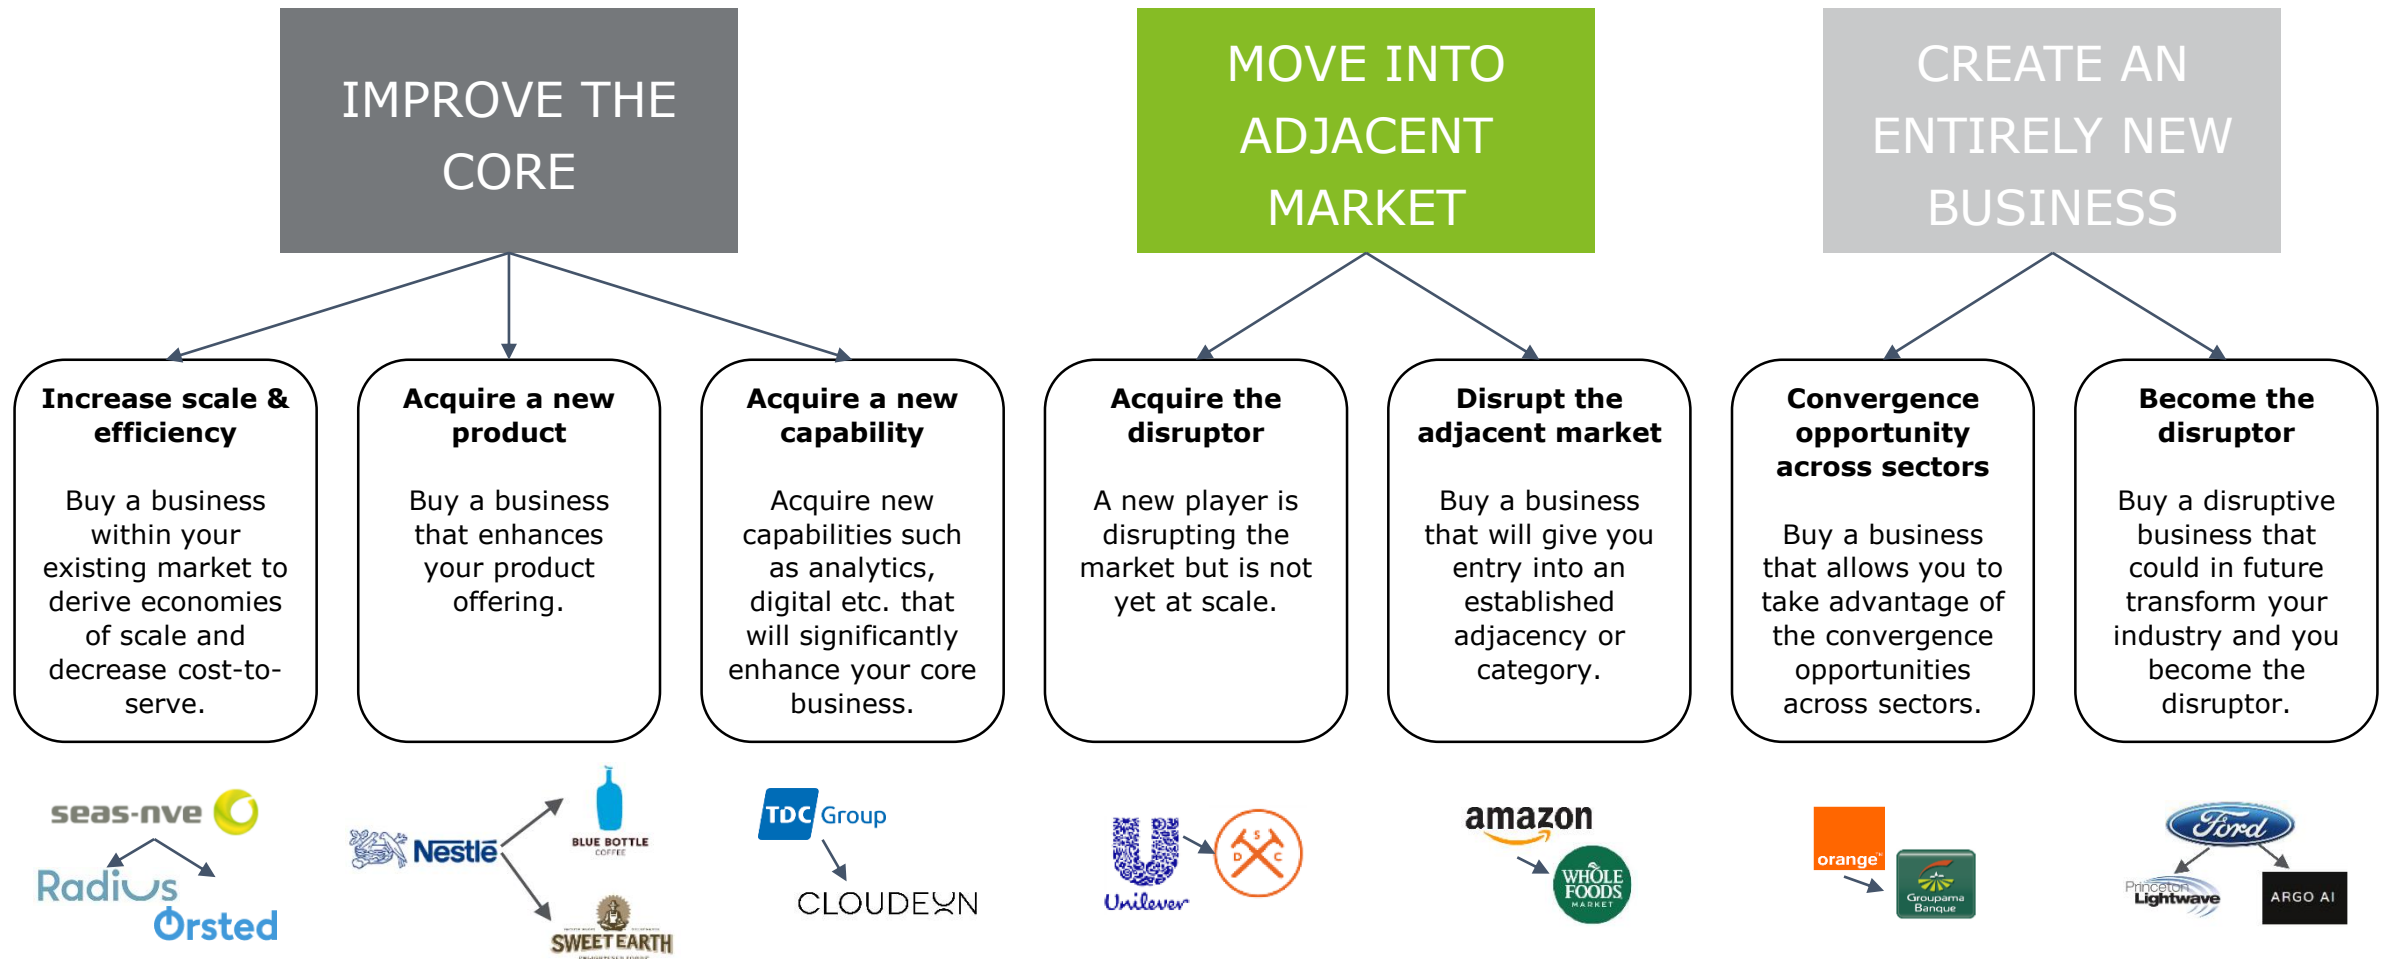 IMPROVE THE
CORE
MOVE INTO
ADJACENT
MARKET
CREATE AN
ENTIRELY NEW
BUSINESS
Increase scale &
efficiency
Buy a business
within your
existing market to
derive economies
of scale and
decrease cost-to-
serve.
Acquire a new
product
Buy a business
that enhances
your product
offering.
Acquire a new
capability
Acquire new
capabilities such
as analytics,
digital etc. that
will significantly
enhance your core
business.
Acquire the
disruptor
A new player is
disrupting the
market but is not
yet at scale.
Disrupt the
adjacent market
Buy a business
that will give you
entry into an
established
adjacency or
category.
Convergence
opportunity
across sectors
Buy a business
that allows you to
take advantage of
the convergence
opportunities
across sectors.
Become the
disruptor
Buy a disruptive
business that
could in future
transform your
industry and you
become the
disruptor.
seas-nve
Radius
Ørsted
Nestlé
BLUE BOTTLE
COFFEE
SWEET EARTH
TDC Group
CLOUDEON
Unilever
D S C
amazon
WHOLE
FOODS
MARKET
orange™
Groupama
Banque
Ford
Princeton
Lightwave
ARGO AI